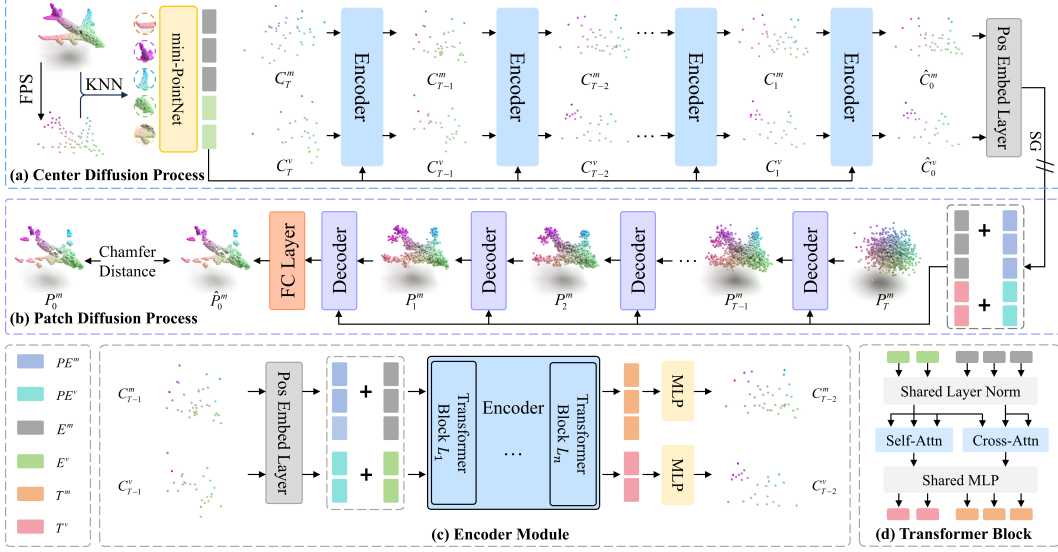 FPS
KNN
mini-PointNet
C_T^m
Encoder
C_{T-1}^m
Encoder
C_{T-2}^m
...
Encoder
C_1^m
Encoder
Ĉ_0^m
Pos Embed Layer
SG
...
C_T^v
C_{T-1}^v
C_{T-2}^v
C_1^v
Ĉ_0^v
(a) Center Diffusion Process
P_0^m
Chamfer
Distance
P̂_0^m
FC Layer
Decoder
P_1^m
Decoder
P_2^m
Decoder
...
P_{T-1}^m
Decoder
P_T^m
+
+
(b) Patch Diffusion Process
PE^m
PE^v
E^m
E^v
T^m
T^v
C_{T-1}^m
C_{T-1}^v
Pos Embed Layer
+
+
Transformer
Block L_1
Encoder
...
Transformer
Block L_n
MLP
MLP
C_{T-2}^m
C_{T-2}^v
(c) Encoder Module
Shared Layer Norm
Self-Attn
Cross-Attn
Shared MLP
(d) Transformer Block